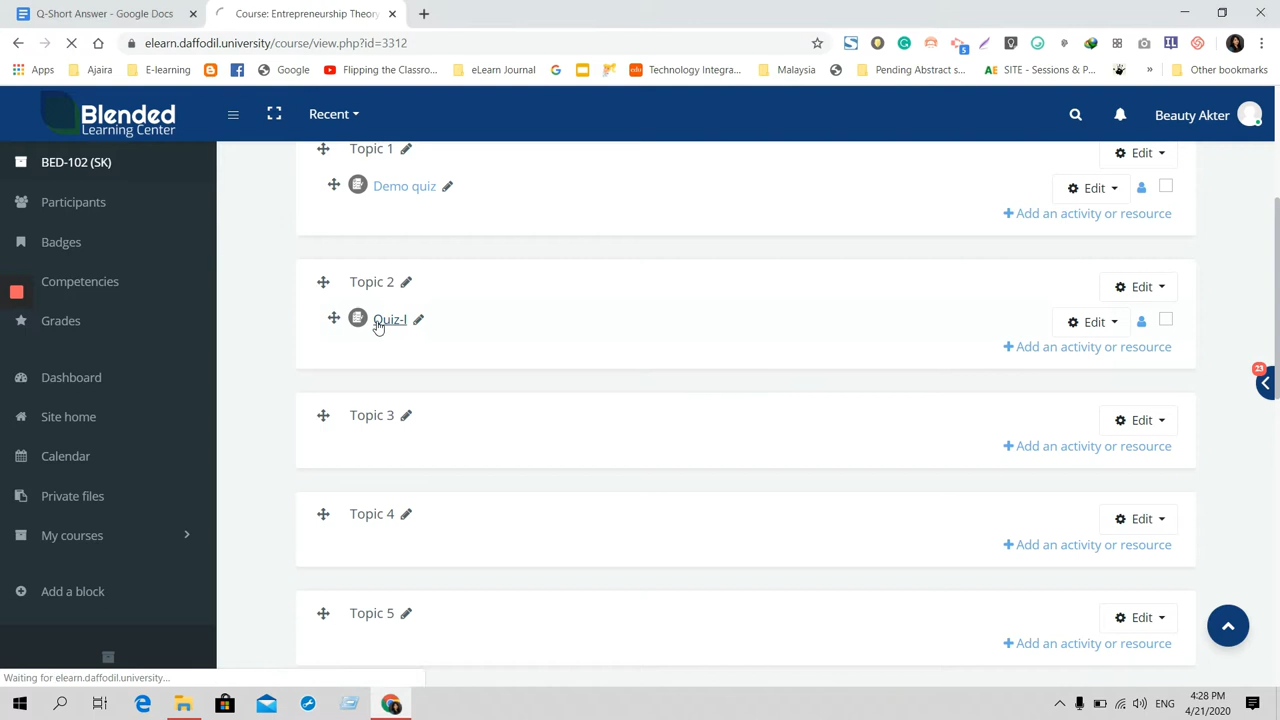 Q-Short Answer - Google Docs
Course: Entrepreneurship Theory
elearn.daffodil.university/course/view.php?id=3312
Apps
Ajaira
E-learning
Google
Flipping the Classro...
eLearn Journal
Technology Integra...
Malaysia
Pending Abstract s...
AE SITE - Sessions & P...
»
Other bookmarks
Blended
Learning Center
Recent
Beauty Akter
BED-102 (SK)
Participants
Badges
Competencies
Grades
Dashboard
Site home
Calendar
Private files
My courses
Add a block
Topic 1
Edit
Demo quiz
Edit
Add an activity or resource
Topic 2
Edit
Quiz-I
Edit
Add an activity or resource
23
Topic 3
Edit
Add an activity or resource
Topic 4
Edit
Add an activity or resource
Topic 5
Edit
Add an activity or resource
Waiting for elearn.daffodil.university...
ENG
4:28 PM
4/21/2020